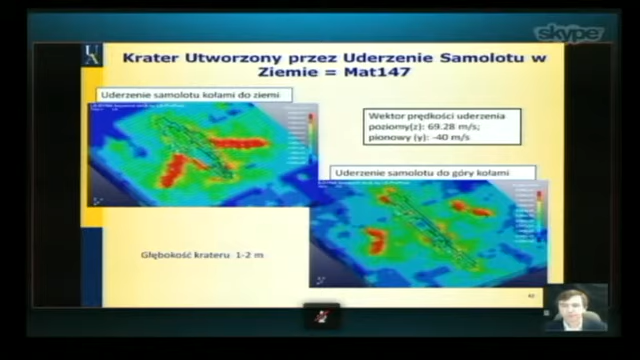 skype
UA
Krater Utworzony przez Uderzenie Samolotu w
Ziemie = Mat147
Uderzenie samolotu kołami do ziemi
Wektor prędkości uderzenia
poziomy(z): 69.28 m/s;
pionowy (y): -40 m/s
Uderzenie samolotu do góry kołami
Głębokość krateru 1-2 m